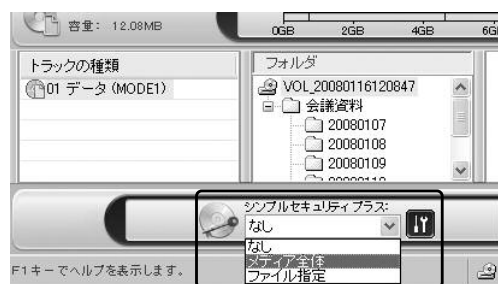 容量: 12.08MB
0GB 2GB 4GB 6G
トラックの種類
01 データ (MODE1)
フォルダ
VOL_20080116120847
会議資料
20080107
20080108
20080109
シンプルセキュリティプラス:
なし
なし
メディア全体
ファイル指定
F1キーでヘルプを表示します。